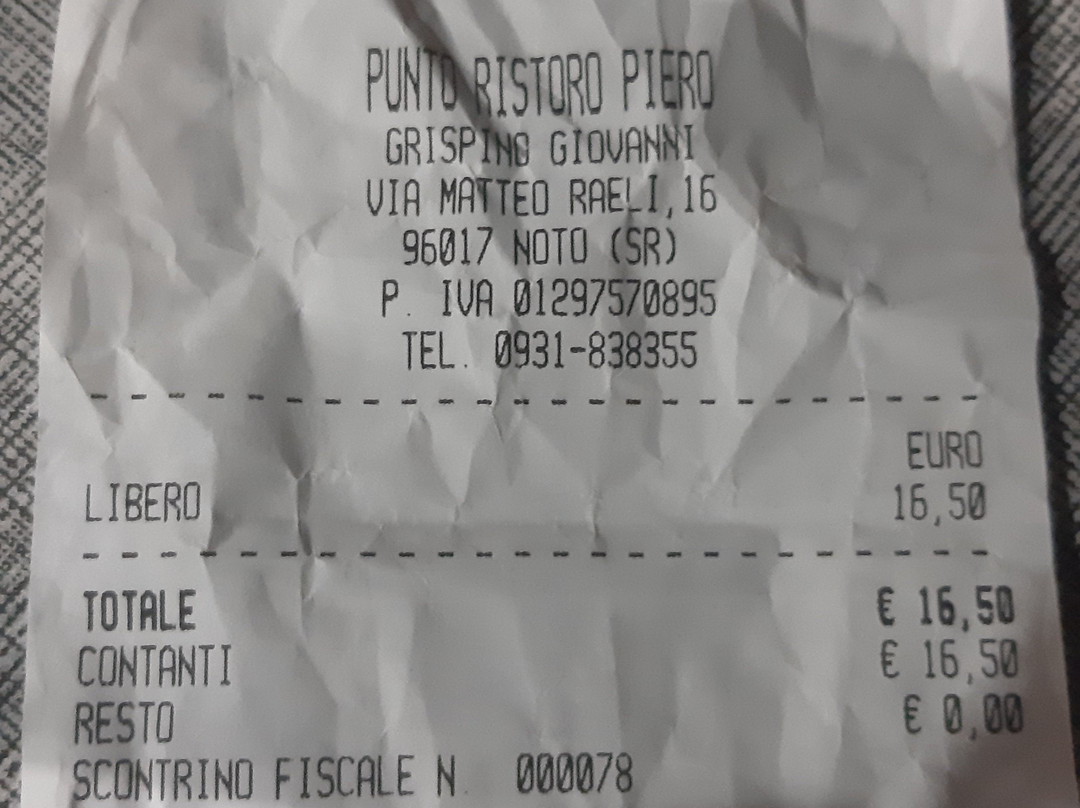 PUNTO RISTORO PIERO
GRISPINO GIOVANNI
VIA MATTEO RAELI,16
96017 NOTO (SR)
P. IVA 01297570895
TEL. 0931-838355
EURO
LIBERO 16,50
TOTALE € 16,50
CONTANTI € 16,50
RESTO € 0,00
SCONTRINO FISCALE N. 000078